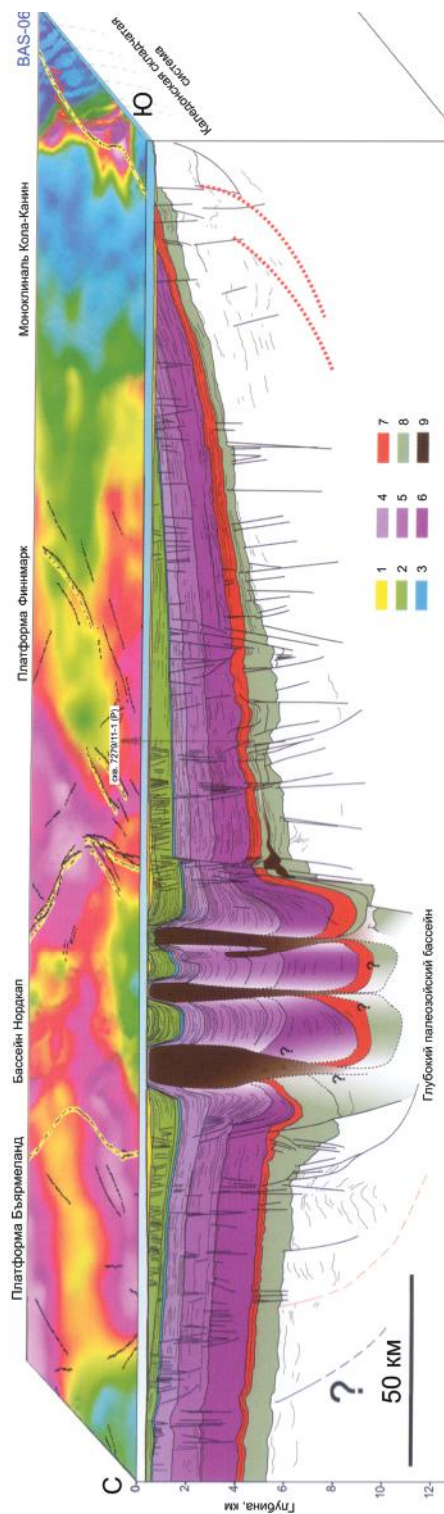 С
Платформа Бъярмеланд
Бассейн Нордкап
Платформа Финнмарк
Моноклиналь Кола-Канин
Каледонская складчатая
система
BAS-06
Ю
скв. 7279/11-1 (P)
0
2
4
6
8
10
12
Глубина, км
?
?
?
?
?
50 км
Глубокий палеозойский бассейн
1
2
3
4
5
6
7
8
9